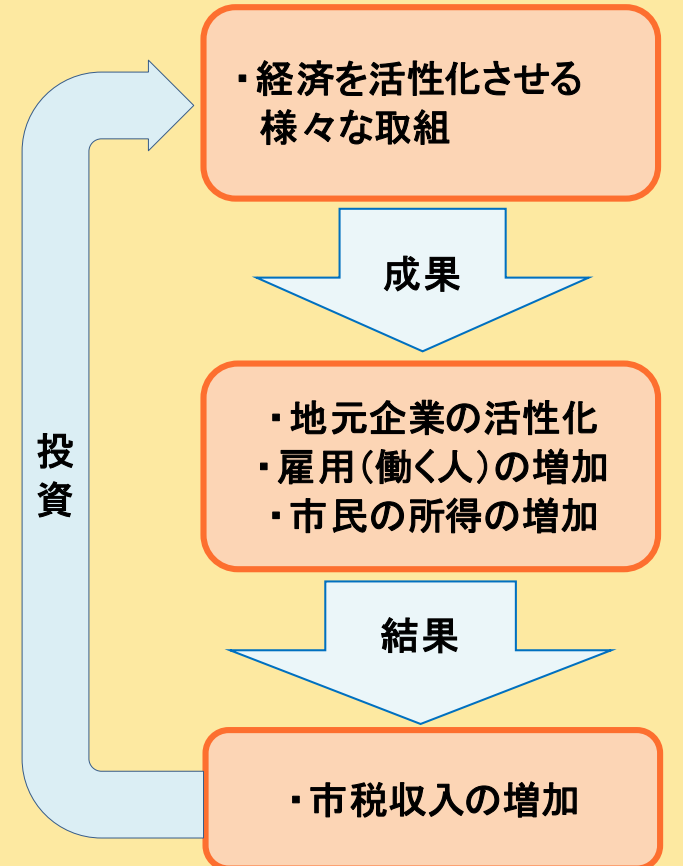 ・経済を活性化させる
様々な取組
成果
・地元企業の活性化
・雇用(働く人)の増加
・市民の所得の増加
投資
結果
・市税収入の増加